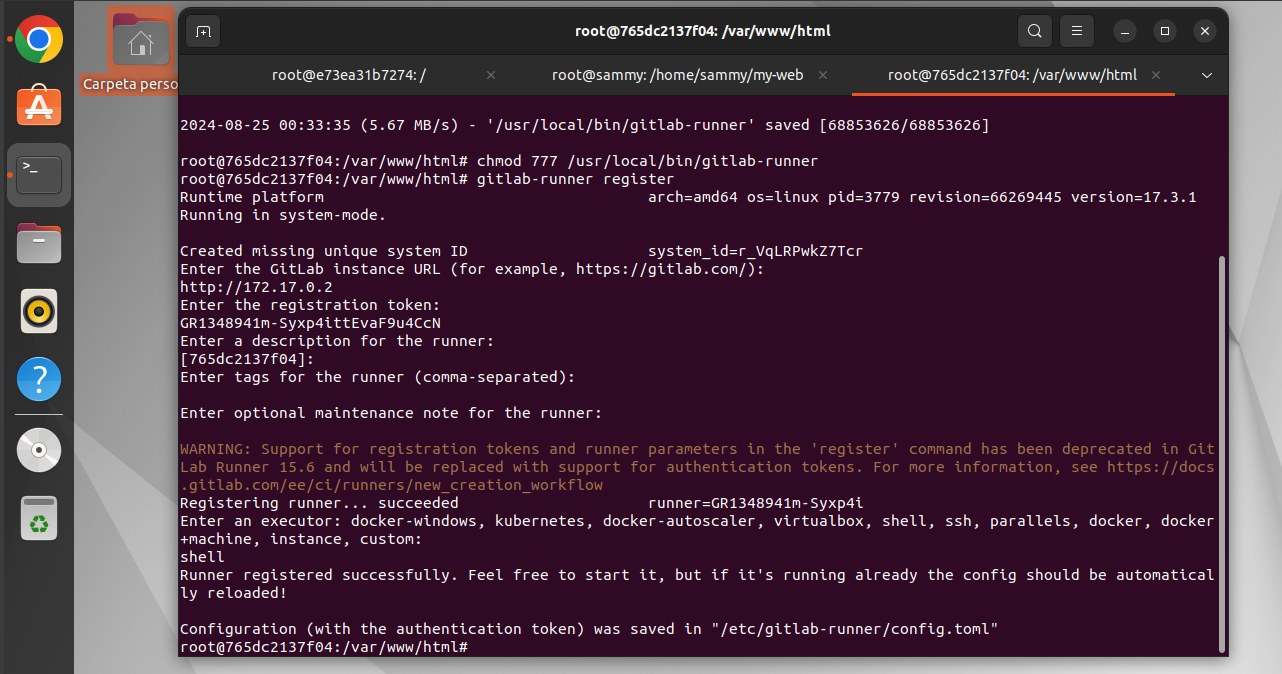 root@765dc2137f04: /var/www/html
Carpeta perso
root@e73ea31b7274: /
root@sammy: /home/sammy/my-web
root@765dc2137f04: /var/www/html
2024-08-25 00:33:35 (5.67 MB/s) - '/usr/local/bin/gitlab-runner' saved [68853626/68853626]
root@765dc2137f04:/var/www/html# chmod 777 /usr/local/bin/gitlab-runner
root@765dc2137f04:/var/www/html# gitlab-runner register
Runtime platform                                    arch=amd64 os=linux pid=3779 revision=66269445 version=17.3.1
Running in system-mode.
Created missing unique system ID                    system_id=r_VqLRPwkZ7Tcr
Enter the GitLab instance URL (for example, https://gitlab.com/):
http://172.17.0.2
Enter the registration token:
GR1348941m-Syxp4ittEvaF9u4CcN
Enter a description for the runner:
[765dc2137f04]:
Enter tags for the runner (comma-separated):
Enter optional maintenance note for the runner:
WARNING: Support for registration tokens and runner parameters in the 'register' command has been deprecated in Git
Lab Runner 15.6 and will be replaced with support for authentication tokens. For more information, see https://docs
.gitlab.com/ee/ci/runners/new_creation_workflow
Registering runner... succeeded                     runner=GR1348941m-Syxp4i
Enter an executor: docker-windows, kubernetes, docker-autoscaler, virtualbox, shell, ssh, parallels, docker, docker
+machine, instance, custom:
shell
Runner registered successfully. Feel free to start it, but if it's running already the config should be automatical
ly reloaded!
Configuration (with the authentication token) was saved in "/etc/gitlab-runner/config.toml"
root@765dc2137f04:/var/www/html#